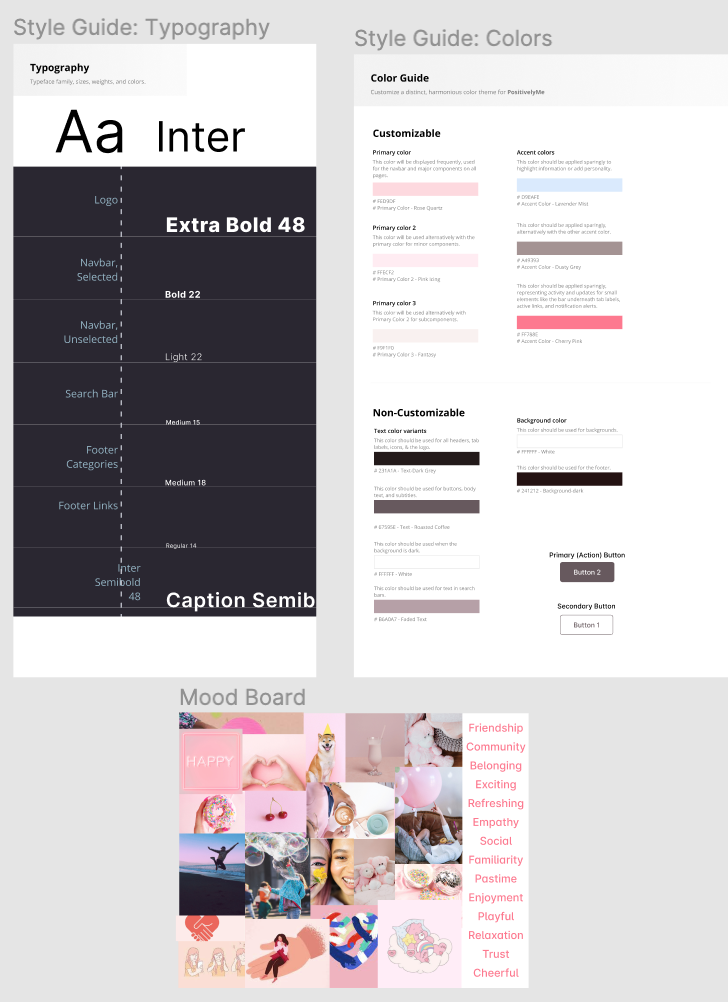 Style Guide: Typography
Typography
Typeface family, sizes, weights, and colors.
Aa Inter
Logo
Extra Bold 48
Navbar,
Selected
Bold 22
Navbar,
Unselected
Light 22
Search Bar
Medium 15
Footer
Categories
Medium 18
Footer Links
Regular 14
Inter
Semibold
48
Caption Semib
Style Guide: Colors
Color Guide
Customize a distinct, harmonious color theme for PositivelyMe
Customizable
Primary color
This color will be displayed frequently, used
for the navbar and major components on all
pages.
# Primary Color - Rose Quartz
Primary color 2
This color will be used alternatively with the
primary color for minor components.
# FFECF2
# Primary Color 2 - Pink Icing
Primary color 3
This color will be used alternatively with
Primary Color 2 for subcomponents.
# Primary Color 3 - Fantasy
Accent colors
This color should be applied sparingly to
highlight information or add personality.
# D9EAFE
# Accent Color - Lavender Mist
This color should be applied sparingly,
alternatively with the other accent color.
# A49393
# Accent Color - Dusty Grey
This color should be applied sparingly,
representing activity and updates for small
elements like the bar underneath tab labels,
active links, and notification alerts.
# Accent Color - Cherry Pink
Non-Customizable
Text color variants
This color should be used for all headers, tab
labels, icons, & the logo.
# 231A1A - Text-Dark Grey
This color should be used for buttons, body
text, and subtitles.
# 67595E - Text - Roasted Coffee
This color should be used when the
background is dark.
# FFFFFF - White
This color should be used for text in search
bars.
# B6A0A7 - Faded Text
Background color
This color should be used for backgrounds.
# FFFFFF - White
This color should be used for the footer.
# 241212 - Background-dark
Primary (Action) Button
Button 2
Secondory Button
Button 1
Mood Board
HAPPY
Friendship
Community
Belonging
Exciting
Refreshing
Empathy
Social
Familiarity
Pastime
Enjoyment
Playful
Relaxation
Trust
Cheerful